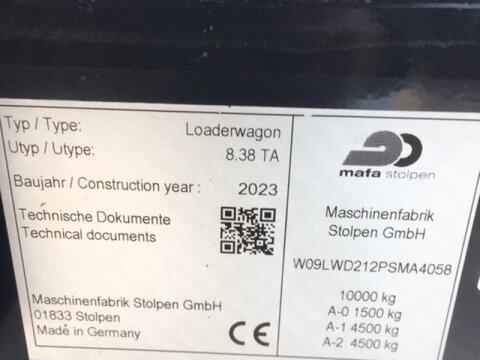 Typ / Type: Loaderwagon
Utyp / Utype: 8.38 TA
Baujahr / Construction year : 2023
Technische Dokumente
Technical documents
Maschinenfabrik Stolpen GmbH
01833 Stolpen
Made in Germany
CE
mafa stolpen
Maschinenfabrik
Stolpen GmbH
W09LWD212PSMA4058
10000 kg
A-0 1500 kg
A-1 4500 kg
A-2 4500 kg